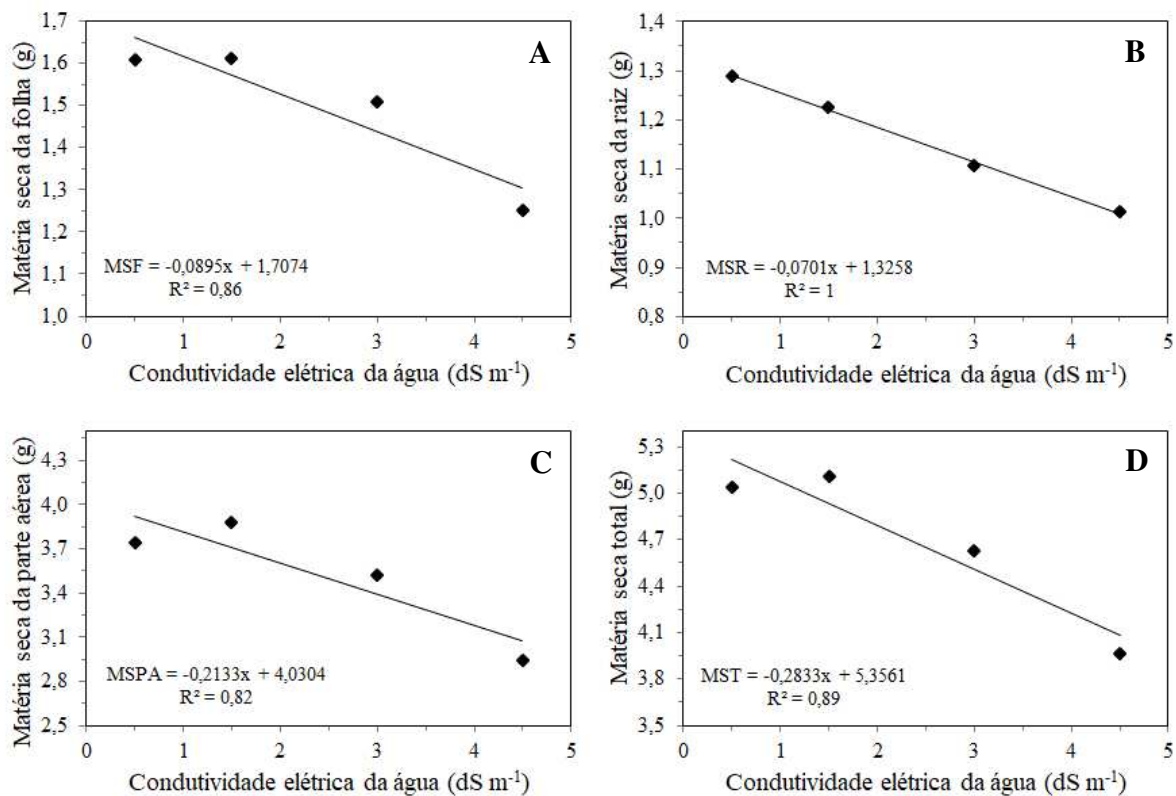 Matéria seca da folha (g)
1,7
1,6
1,5
1,4
1,3
1,2
1,1
1,0
A
MSF = -0,0895x + 1,7074
R² = 0,86
0 1 2 3 4 5
Condutividade elétrica da água (dS m⁻¹)
Matéria seca da raiz (g)
1,4
1,3
1,2
1,1
1,0
0,9
0,8
B
MSR = -0,0701x + 1,3258
R² = 1
0 1 2 3 4 5
Condutividade elétrica da água (dS m⁻¹)
Matéria seca da parte aérea (g)
4,3
4,0
3,7
3,4
3,1
2,8
2,5
C
MSPA = -0,2133x + 4,0304
R² = 0,82
0 1 2 3 4 5
Condutividade elétrica da água (dS m⁻¹)
Matéria seca total (g)
5,3
5,0
4,7
4,4
4,1
3,8
3,5
D
MST = -0,2833x + 5,3561
R² = 0,89
0 1 2 3 4 5
Condutividade elétrica da água (dS m⁻¹)